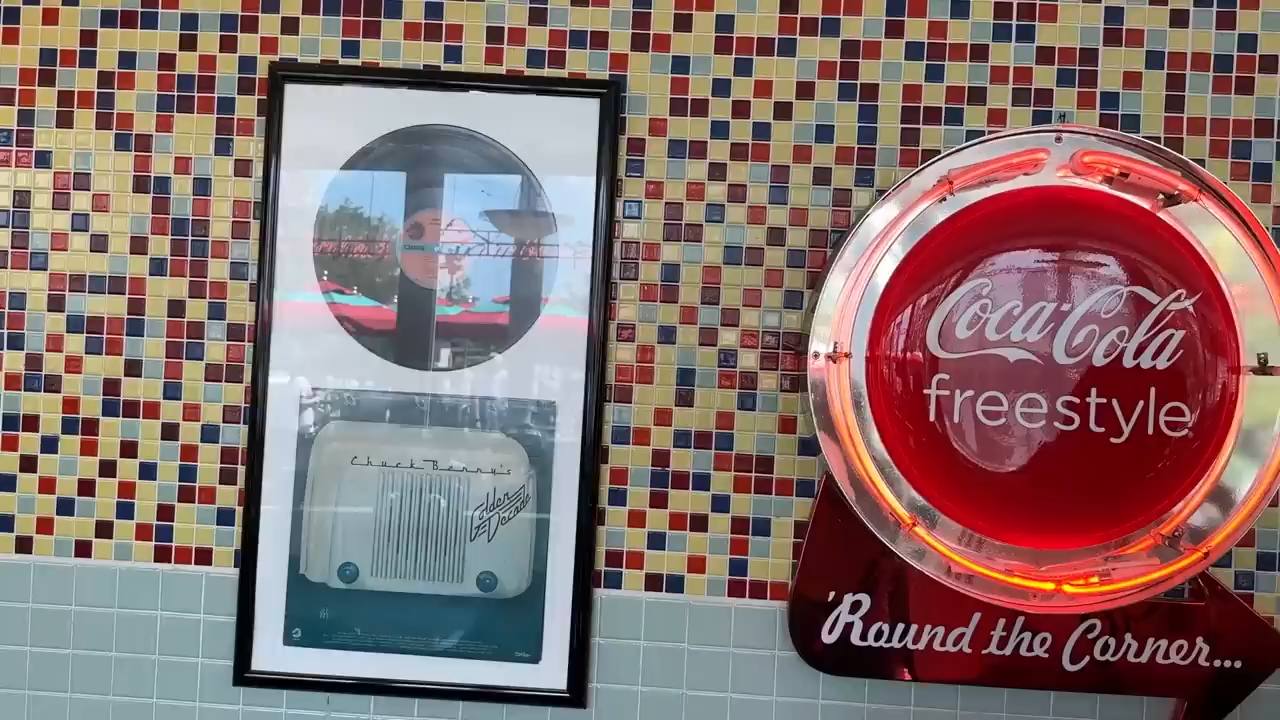 Chuck Berry's
Golden
Decade
Coca-Cola
freestyle
'Round the Corner...